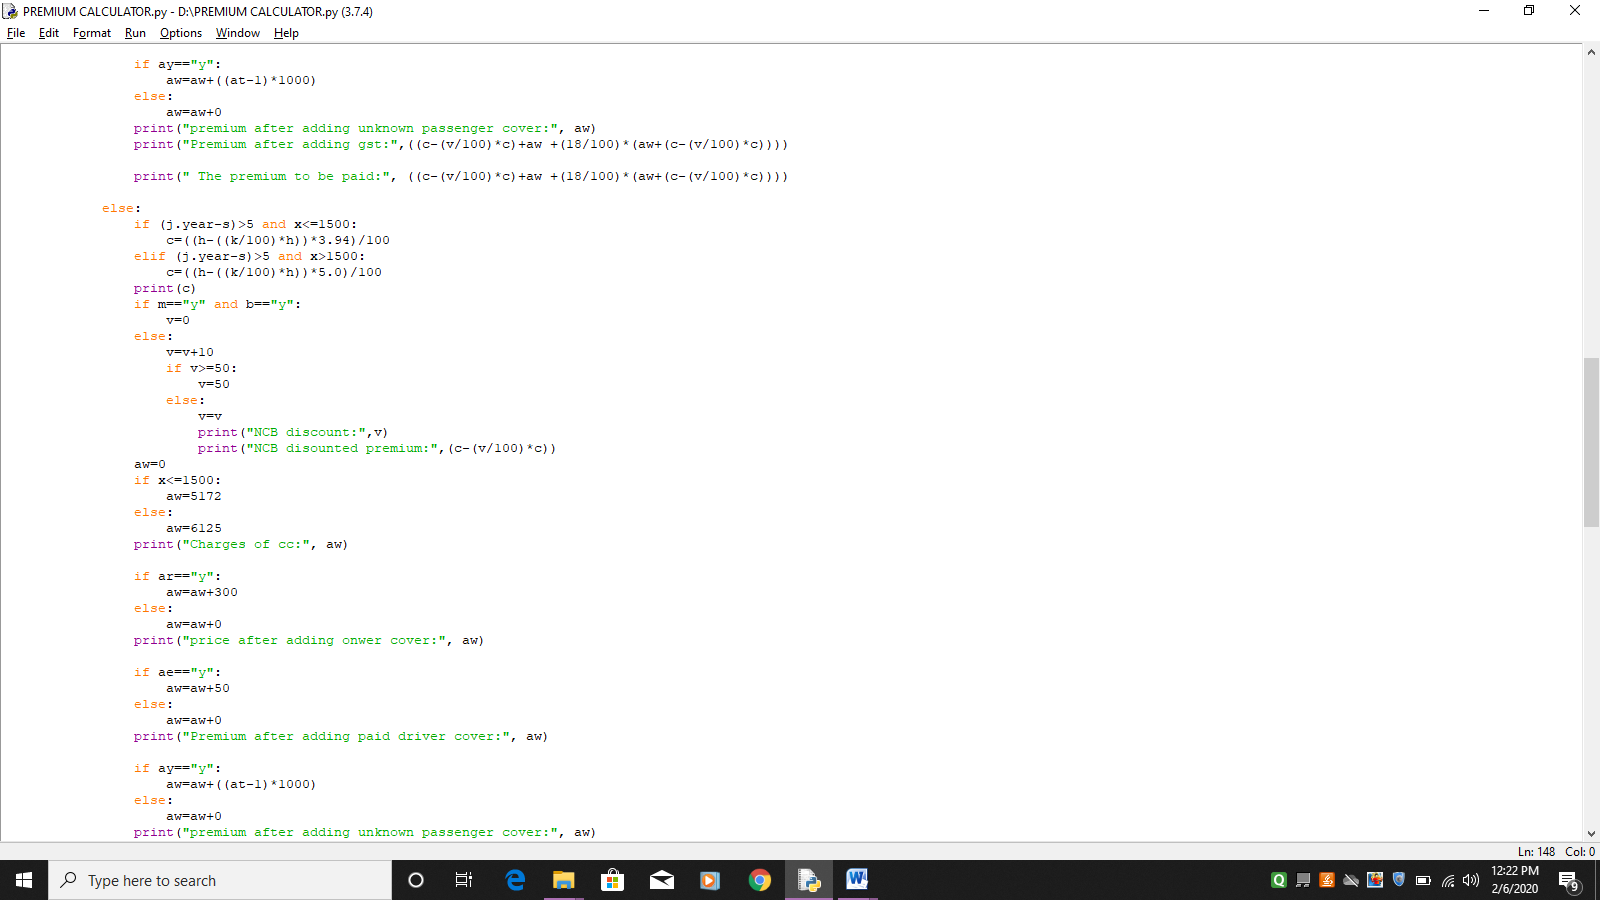 PREMIUM CALCULATOR.py - D:\PREMIUM CALCULATOR.py (3.7.4)
File Edit Format Run Options Window Help
if ay=="y":
aw=aw+((at-1)*1000)
else:
aw=aw+0
print("premium after adding unknown passenger cover:", aw)
print("Premium after adding gst:",((c-(v/100)*c)+aw +(18/100)*(aw+(c-(v/100)*c))))
print(" The premium to be paid:", ((c-(v/100)*c)+aw +(18/100)*(aw+(c-(v/100)*c))))
else:
if (j.year-s)>5 and x<=1500:
c=((h-((k/100)*h))*3.94)/100
elif (j.year-s)>5 and x>1500:
c=((h-((k/100)*h))*5.0)/100
print(c)
if m=="y" and b=="y":
v=0
else:
v=v+10
if v>=50:
v=50
else:
v=v
print("NCB discount:",v)
print("NCB disounted premium:",(c-(v/100)*c))
aw=0
if x<=1500:
aw=5172
else:
aw=6125
print("Charges of cc:", aw)
if ar=="y":
aw=aw+300
else:
aw=aw+0
print("price after adding onwer cover:", aw)
if ae=="y":
aw=aw+50
else:
aw=aw+0
print("Premium after adding paid driver cover:", aw)
if ay=="y":
aw=aw+((at-1)*1000)
else:
aw=aw+0
print("premium after adding unknown passenger cover:", aw)
Ln: 148 Col: 0
Type here to search
12:22 PM
2/6/2020
9